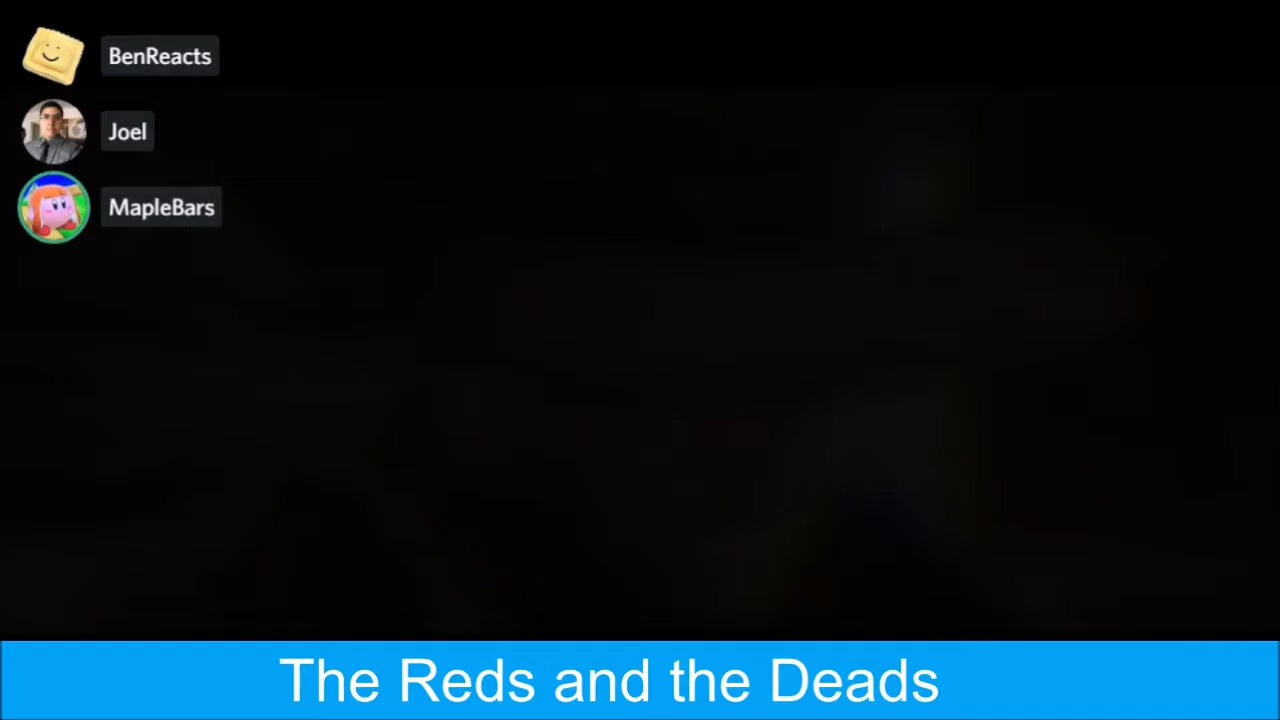 BenReacts
Joel
MapleBars
The Reds and the Deads